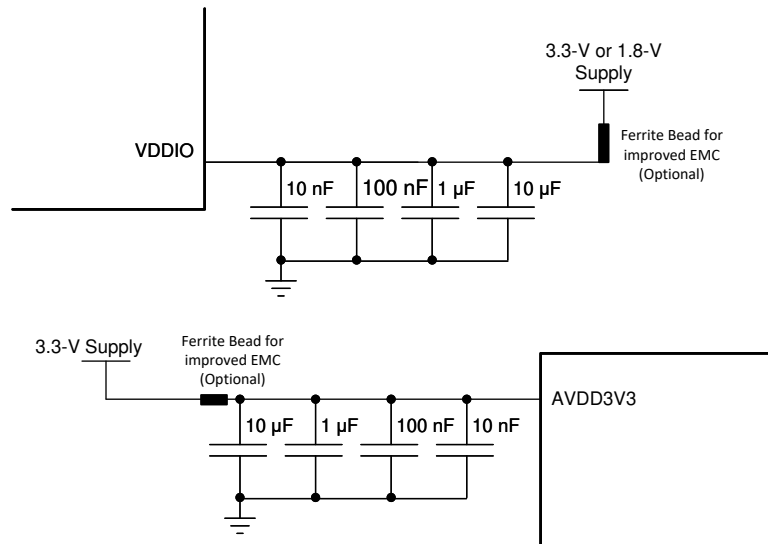 3.3-V or 1.8-V
Supply
Ferrite Bead for
improved EMC
(Optional)
VDDIO
10 nF
100 nF
1 µF
10 µF
3.3-V Supply
Ferrite Bead for
improved EMC
(Optional)
AVDD3V3
10 µF
1 µF
100 nF
10 nF